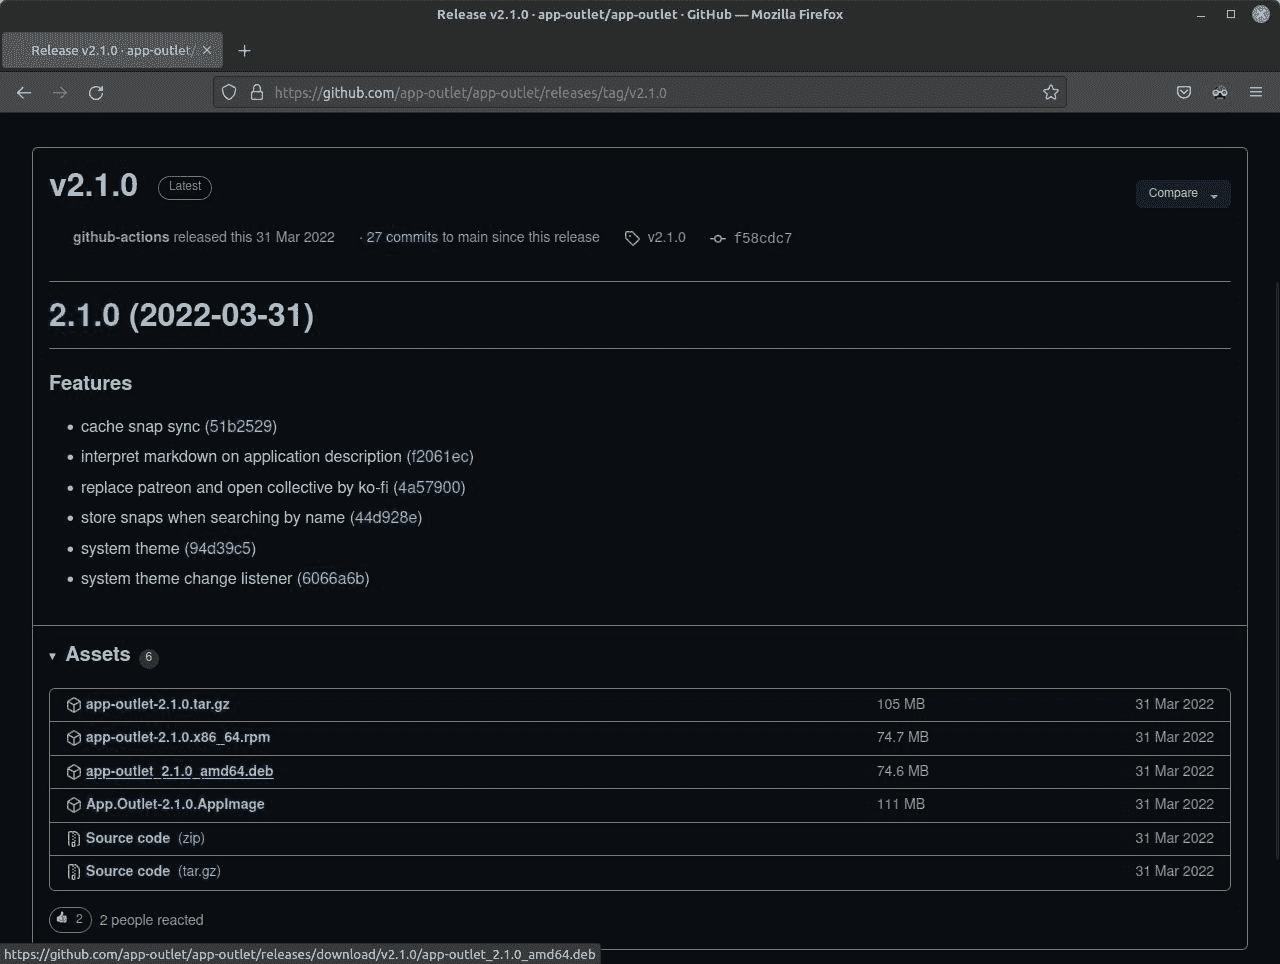 Release v2.1.0 · app-outlet/app-outlet · GitHub — Mozilla Firefox
Release v2.1.0 · app-outlet/
https://github.com/app-outlet/app-outlet/releases/tag/v2.1.0
v2.1.0 Latest
Compare
github-actions released this 31 Mar 2022 · 27 commits to main since this release v2.1.0 f58cdc7
2.1.0 (2022-03-31)
Features
• cache snap sync (51b2529)
• interpret markdown on application description (f2061ec)
• replace patreon and open collective by ko-fi (4a57900)
• store snaps when searching by name (44d928e)
• system theme (94d39c5)
• system theme change listener (6066a6b)
Assets 6
app-outlet-2.1.0.tar.gz 105 MB 31 Mar 2022
app-outlet-2.1.0.x86_64.rpm 74.7 MB 31 Mar 2022
app-outlet_2.1.0_amd64.deb 74.6 MB 31 Mar 2022
App.Outlet-2.1.0.AppImage 111 MB 31 Mar 2022
Source code (zip) 31 Mar 2022
Source code (tar.gz) 31 Mar 2022
2 2 people reacted
https://github.com/app-outlet/app-outlet/releases/download/v2.1.0/app-outlet_2.1.0_amd64.deb